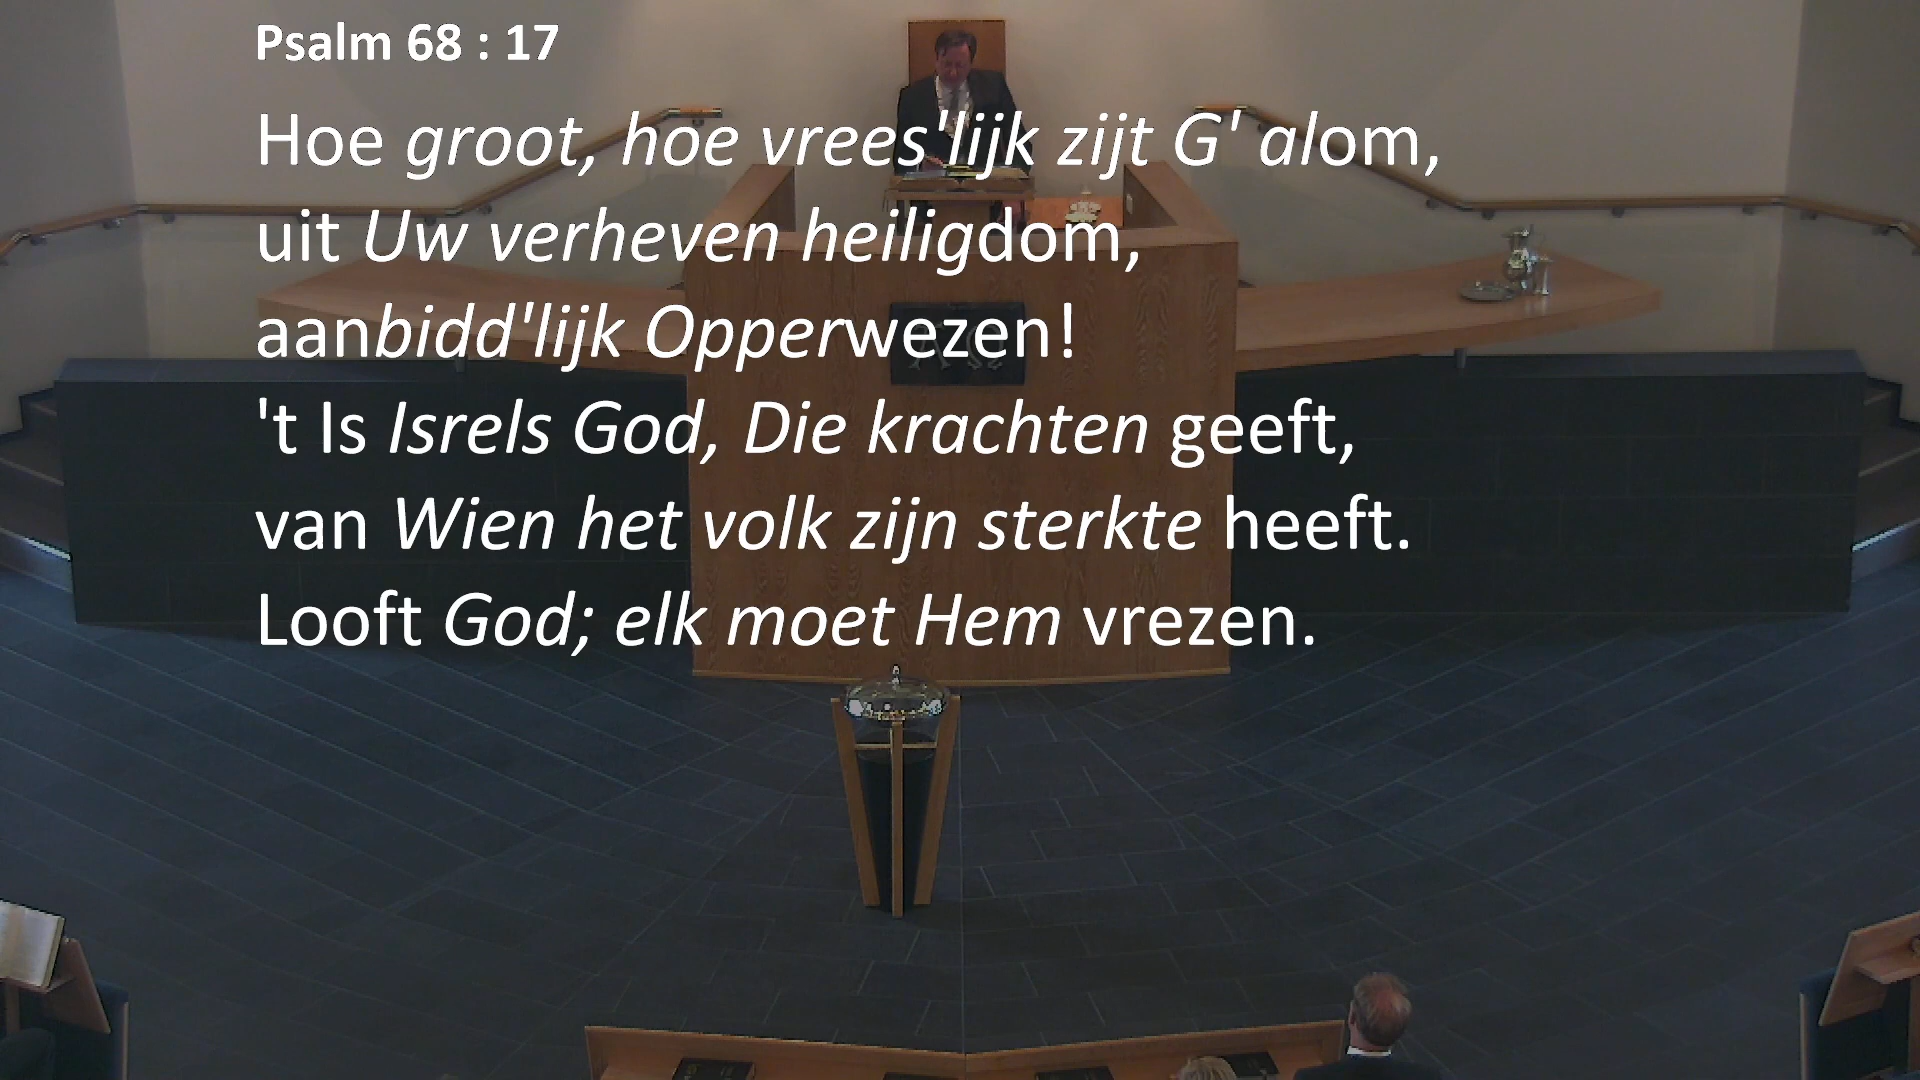 Psalm 68 : 17
Hoe groot, hoe vrees'lijk zijt G' alom,
uit Uw verheven heiligdom,
aanbidd'lijk Opperwezen!
't Is Isrels God, Die krachten geeft,
van Wien het volk zijn sterkte heeft.
Looft God; elk moet Hem vrezen.